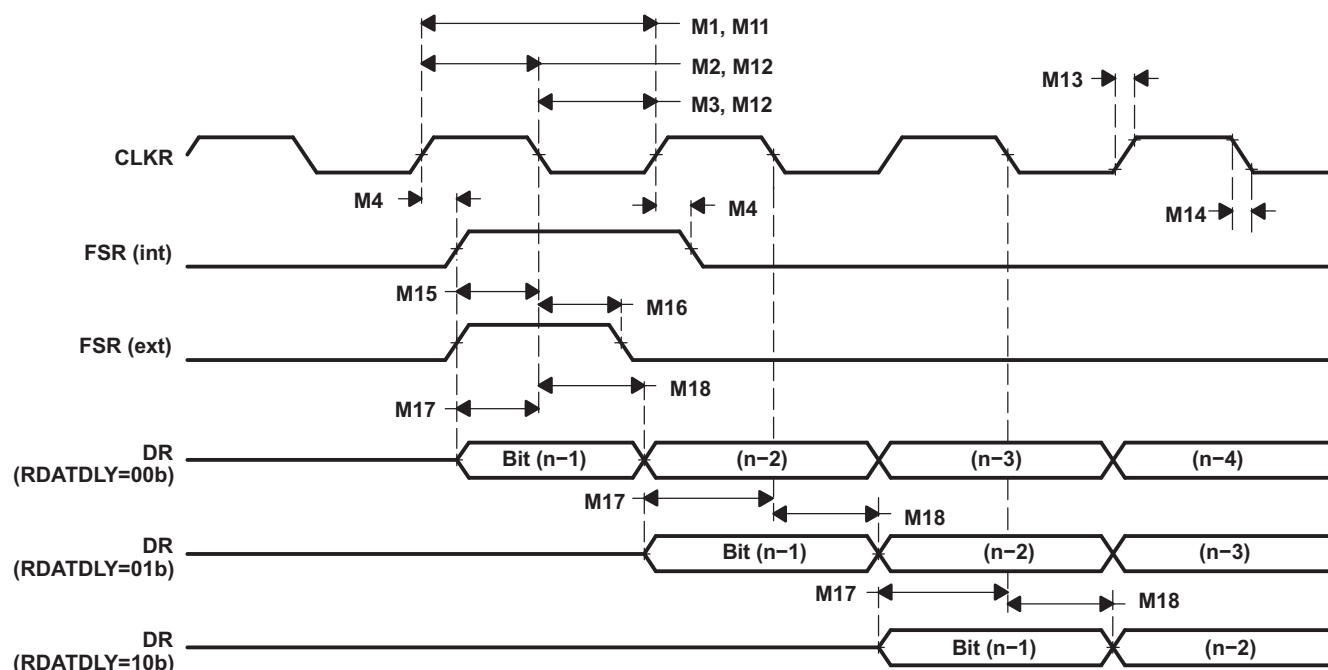 M1, M11
M2, M12
M13
M3, M12
CLKR
M4
M4
M14
FSR (int)
M15
M16
FSR (ext)
M18
M17
DR
(RDATDLY=00b)
Bit (n−1)
(n−2)
(n−3)
(n−4)
M17
M18
DR
(RDATDLY=01b)
Bit (n−1)
(n−2)
(n−3)
M17
M18
DR
(RDATDLY=10b)
Bit (n−1)
(n−2)